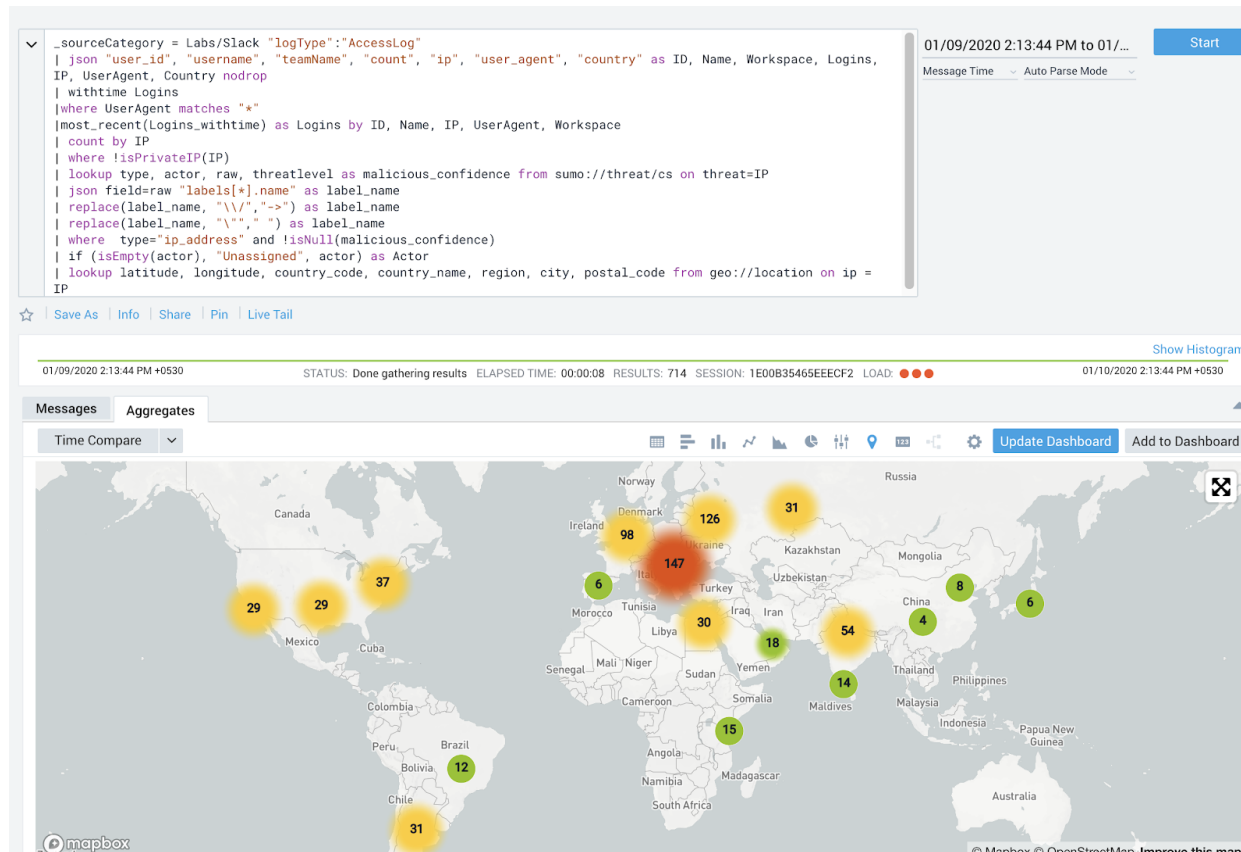 _sourceCategory = Labs/Slack "logType":"AccessLog"
| json "user_id", "username", "teamName", "count", "ip", "user_agent", "country" as ID, Name, Workspace, Logins,
IP, UserAgent, Country nodrop
| withtime Logins
|where UserAgent matches "*"
|most_recent(Logins_withtime) as Logins by ID, Name, IP, UserAgent, Workspace
| count by IP
| where !isPrivateIP(IP)
| lookup type, actor, raw, threatlevel as malicious_confidence from sumo://threat/cs on threat=IP
| json field=raw "labels[*].name" as label_name
| replace(label_name, "\\/","->") as label_name
| replace(label_name, "\""," ") as label_name
| where  type="ip_address" and !isNull(malicious_confidence)
| if (isEmpty(actor), "Unassigned", actor) as Actor
| lookup latitude, longitude, country_code, country_name, region, city, postal_code from geo://location on ip =
IP
01/09/2020 2:13:44 PM to 01/...
Start
Message Time
Auto Parse Mode
Save As | Info | Share | Pin | Live Tail
Show Histogram
01/09/2020 2:13:44 PM +0530
STATUS: Done gathering results ELAPSED TIME: 00:00:08 RESULTS: 714 SESSION: 1E00B35465EEECF2 LOAD:
01/10/2020 2:13:44 PM +0530
Messages
Aggregates
Time Compare
123
Update Dashboard
Add to Dashboard
Norway
Russia
Canada
Denmark
Ireland
98
126
31
Ukraine
Kazakhstan
Mongolia
147
Ita
Uzbekistan
37
6
Turkey
8
29
29
China
6
Morocco
Tunisia
Iraq
Iran
4
Libya
30
54
Mexico
Cuba
18
Senegal
Mali
Niger
Sudan
Yemen
Thailand
14
Philippines
Cameroon
Somalia
Maldives
Malaysia
Colombia
Indonesia
Papua New
Guinea
15
Peru
Brazil
Angola
Bolivia
12
Namibia
Madagascar
Chile
South Africa
Australia
31
mapbox
© Mapbox © OpenStreetMap Improve this map